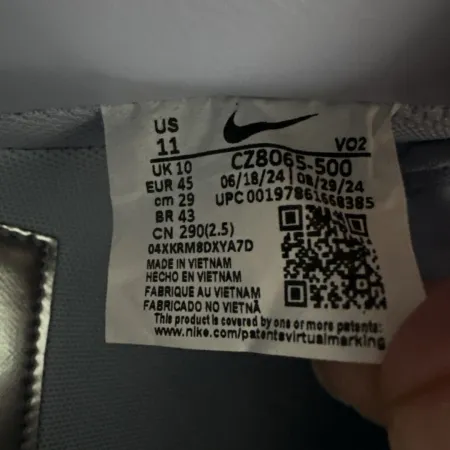 US
11
VO2
UK 10
CZ8065-500
EUR 45
06/18/24 08/29/24
cm 29
UPC 00197861668385
BR 43
CN 290(2.5)
04XKRM8DXYA7D
MADE IN VIETNAM
HECHO EN VIETNAM
FABRIQUE AU VIETNAM
FABRICADO NO VIETNÃ
This product is covered by one or more patents:
www.nike.com/patentsvirtualmarking